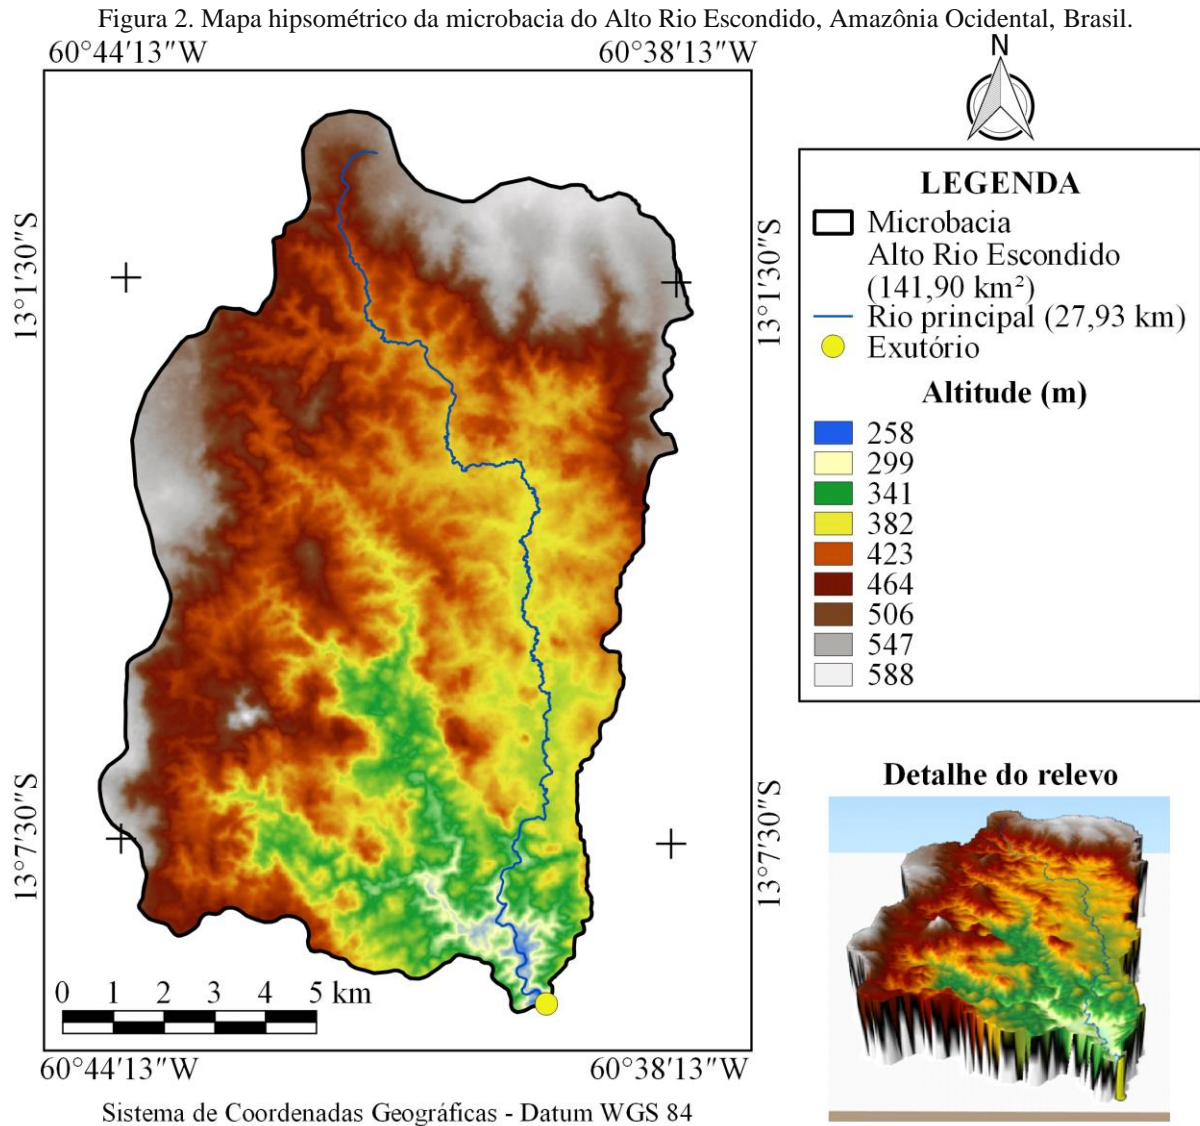 Figura 2. Mapa hipsométrico da microbacia do Alto Rio Escondido, Amazônia Ocidental, Brasil.
60°44′13″W
60°38′13″W
N
13°1′30″S
13°1′30″S
LEGENDA
Microbacia
Alto Rio Escondido
(141,90 km²)
Rio principal (27,93 km)
Exutório
Altitude (m)
258
299
341
382
423
464
506
547
588
13°7′30″S
13°7′30″S
Detalhe do relevo
0 1 2 3 4 5 km
60°44′13″W
60°38′13″W
Sistema de Coordenadas Geográficas - Datum WGS 84